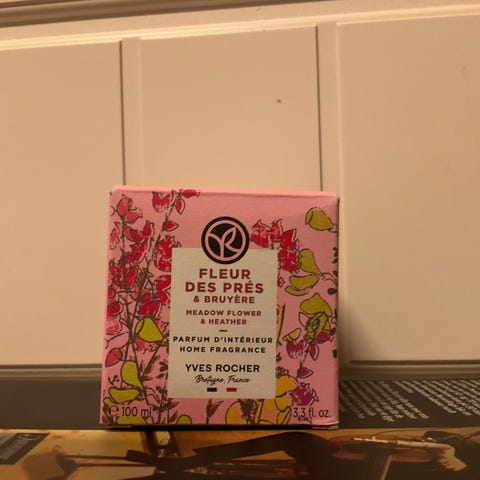 FLEUR
DES PRÉS
& BRUYÈRE
MEADOW FLOWER
& HEATHER
PARFUM D'INTÉRIEUR
HOME FRAGRANCE
YVES ROCHER
Bretagne, France
℮ 100 ml
3.3 fl. oz.